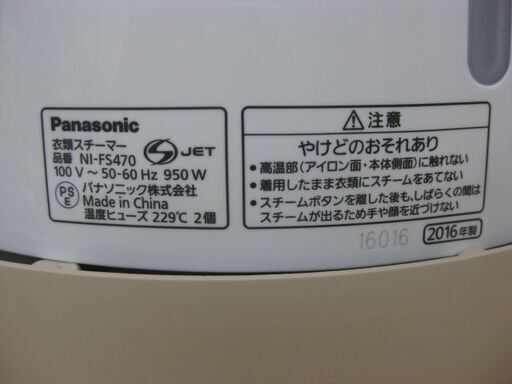 Panasonic
衣類スチーマー
品番 NI-FS470
100 V～50-60 Hz 950 W
パナソニック株式会社
Made in China
温度ヒューズ 229℃ 2個
PS
E
S JET
注意
やけどのおそれあり
●高温部(アイロン面・本体側面)に触れない
●着用したまま衣類にスチームをあてない
●スチームボタンを離した後も、しばらくの間は
スチームが出るため手や顔を近づけない
16016
2016年製